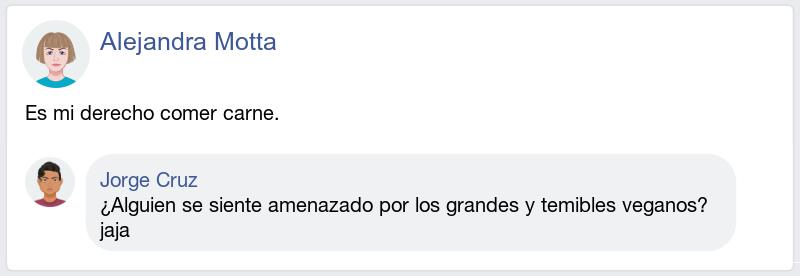 Alejandra Motta
Es mi derecho comer carne.
Jorge Cruz
¿Alguien se siente amenazado por los grandes y temibles veganos?
jaja